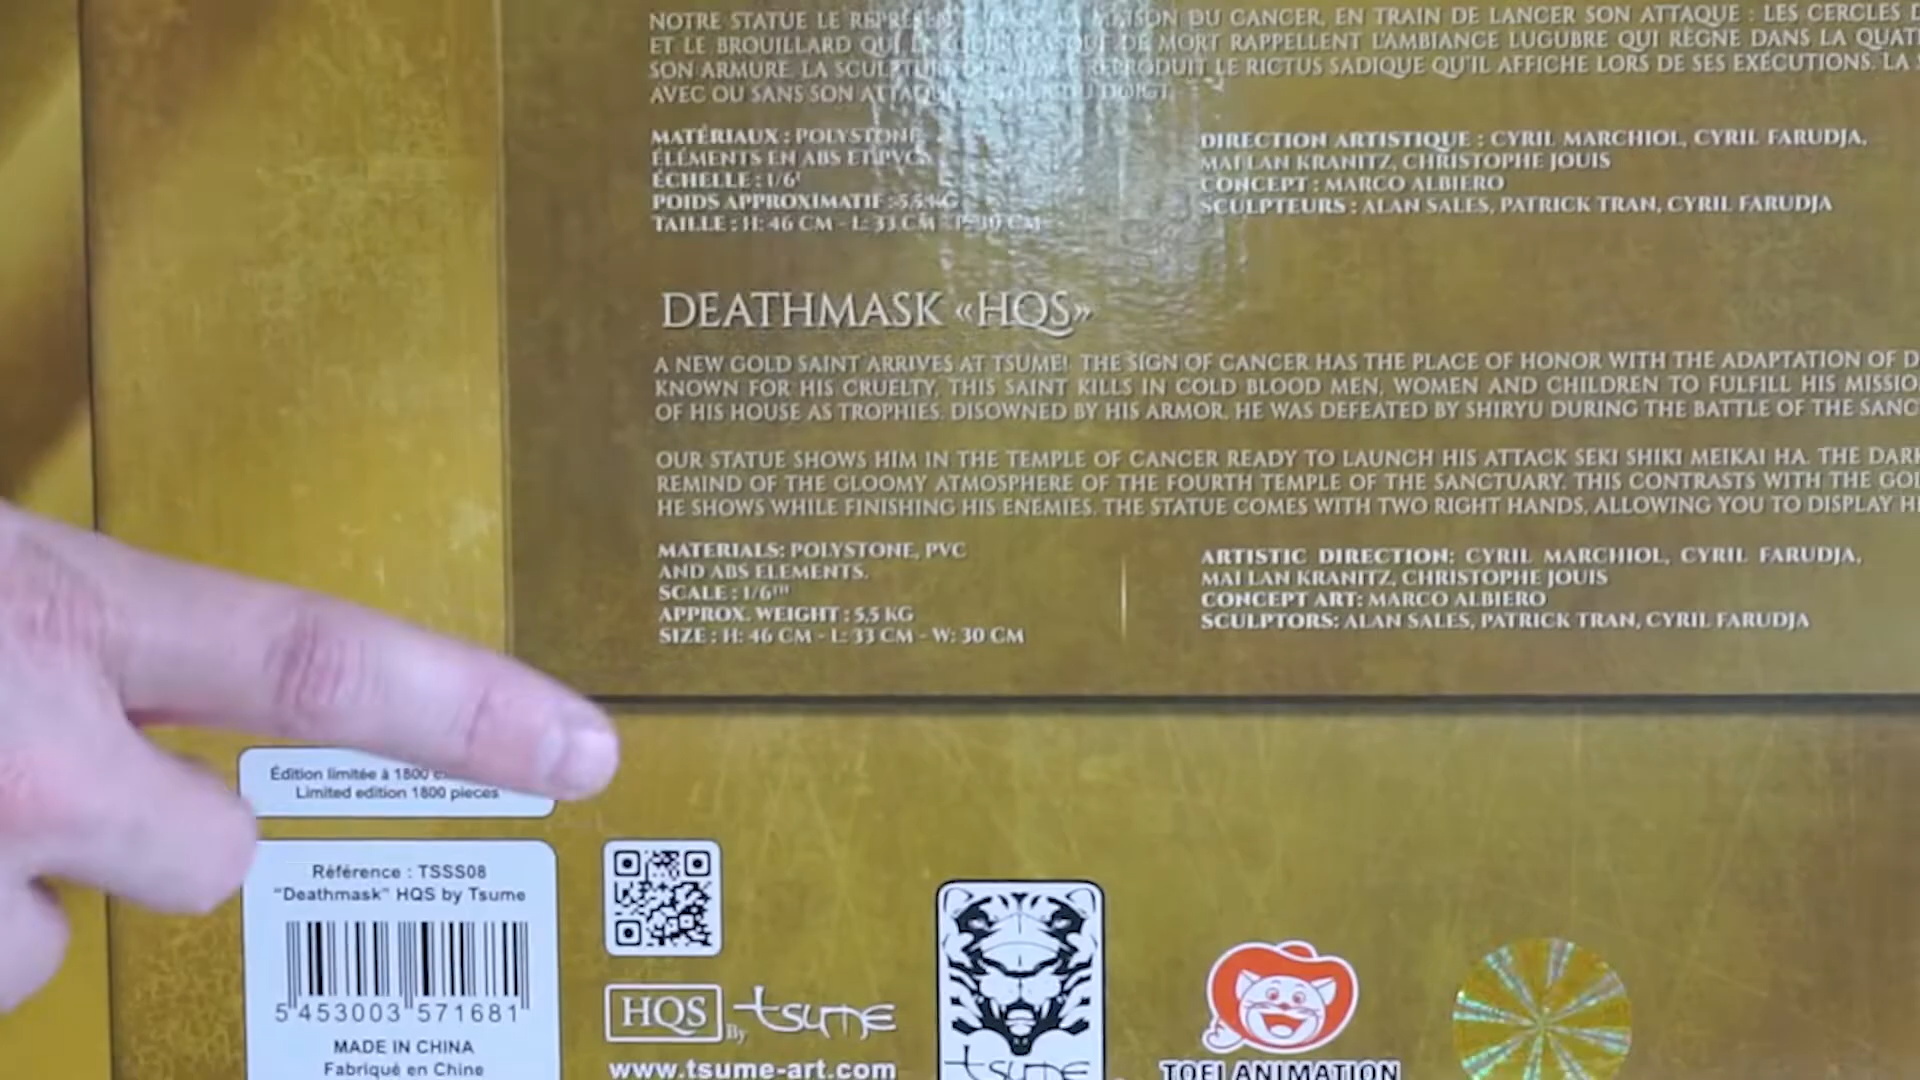 NOTRE STATUE LE REPRÉSENTE DANS LA MAISON DU CANCER, EN TRAIN DE LANCER SON ATTAQUE : LES CERCLES
ET LE BROUILLARD QUI MASQUE DE MORT RAPPELLENT L'AMBIANCE LUGUBRE QUI RÈGNE DANS LA
SON ARMURE. LA SCULPTURE REPRODUIT LE RICTUS SADIQUE QU'IL AFFICHE LORS DE SES EXÉCUTIONS. LA
AVEC OU SANS SON ATTAQUE DU DOIGT.
MATÉRIAUX : POLYSTONE,
ÉLÉMENTS EN ABS ET PVC
ÉCHELLE : 1/6
POIDS APPROXIMATIF : 5,5 KG
TAILLE : H: 46 CM - L: 33 CM - P: 30 CM
DIRECTION ARTISTIQUE : CYRIL MARCHIOL, CYRIL FARUDJA,
MAI LAN KRANITZ, CHRISTOPHE JOUIS
CONCEPT : MARCO ALBIERO
SCULPTEURS : ALAN SALES, PATRICK TRAN, CYRIL FARUDJA
DEATHMASK «HQS»
A NEW GOLD SAINT ARRIVES AT TSUME! THE SIGN OF CANCER HAS THE PLACE OF HONOR WITH THE ADAPTATION OF
KNOWN FOR HIS CRUELTY, THIS SAINT KILLS IN COLD BLOOD MEN, WOMEN AND CHILDREN TO FULFILL HIS
OF HIS HOUSE AS TROPHIES. DISOWNED BY HIS ARMOR, HE WAS DEFEATED BY SHIRYU DURING THE BATTLE OF THE
OUR STATUE SHOWS HIM IN THE TEMPLE OF CANCER READY TO LAUNCH HIS ATTACK SEKI SHIKI MEIKAI HA. THE DARK
REMIND OF THE GLOOMY ATMOSPHERE OF THE FOURTH TEMPLE OF THE SANCTUARY. THIS CONTRASTS WITH THE
HE SHOWS WHILE FINISHING HIS ENEMIES. THE STATUE COMES WITH TWO RIGHT HANDS, ALLOWING YOU TO DISPLAY
MATERIALS: POLYSTONE, PVC
AND ABS ELEMENTS.
SCALE : 1/6TH
APPROX. WEIGHT : 5,5 KG
SIZE : H: 46 CM - L: 33 CM - W: 30 CM
ARTISTIC DIRECTION: CYRIL MARCHIOL, CYRIL FARUDJA,
MAI LAN KRANITZ, CHRISTOPHE JOUIS
CONCEPT ART: MARCO ALBIERO
SCULPTORS: ALAN SALES, PATRICK TRAN, CYRIL FARUDJA
Édition limitée à 1800
Limited edition 1800 pieces
Référence : TSSS08
"Deathmask" HQS by Tsume
5 453003 571681
MADE IN CHINA
Fabriqué en Chine
HQS By tsume
www.tsume-art.com
tsume
TOEI ANIMATION